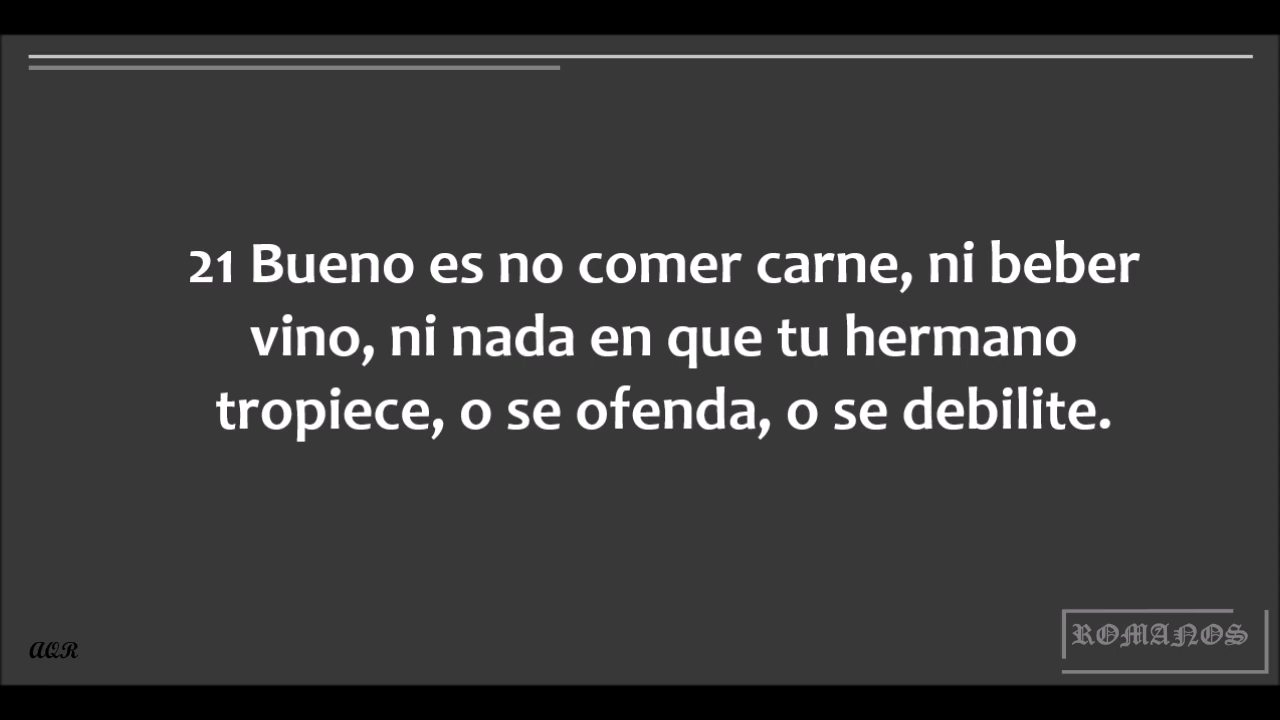 21 Bueno es no comer carne, ni beber
vino, ni nada en que tu hermano
tropiece, o se ofenda, o se debilite.
ROMANOS
AQR